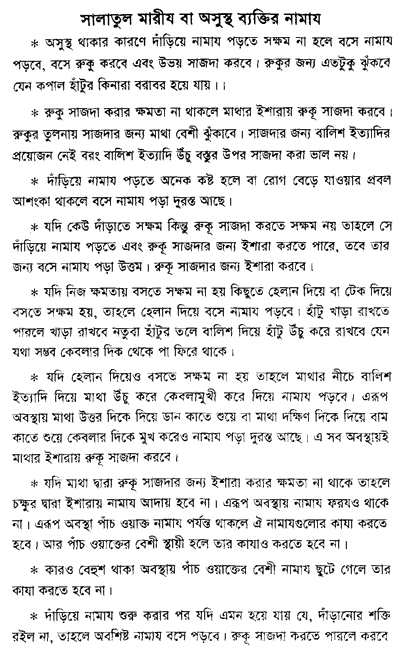 সালাতুল মারীয বা অসুস্থ ব্যক্তির নামায
* অসুস্থ থাকার কারণে দাঁড়িয়ে নামায পড়তে সক্ষম না হলে বসে নামায
পড়বে, বসে রুকু করবে এবং উভয় সাজদা করবে। রুকুর জন্য এতটুকু ঝুঁকবে
যেন কপাল হাঁটুর কিনারা বরাবর হয়ে যায়।।
* রুকু সাজদা করার ক্ষমতা না থাকলে মাথার ইশারায় রুকু সাজদা করবে।
রুকুর তুলনায় সাজদার জন্য মাথা বেশী ঝুঁকাবে। সাজদার জন্য বালিশ ইত্যাদির
প্রয়োজন নেই বরং বালিশ ইত্যাদি উঁচু বস্তুর উপর সাজদা করা ভাল নয়।
* দাঁড়িয়ে নামায পড়তে অনেক কষ্ট হলে বা রোগ বেড়ে যাওয়ার প্রবল
আশংকা থাকলে বসে নামায পড়া দুরস্ত আছে।
* যদি কেউ দাঁড়াতে সক্ষম কিন্তু রুকু সাজদা করতে সক্ষম নয় তাহলে সে
দাঁড়িয়ে নামায পড়তে এবং রুকু সাজদার জন্য ইশারা করতে পারে, তবে তার
জন্য বসে নামায পড়া উত্তম। রুকু সাজদার জন্য ইশারা করবে।
* যদি নিজ ক্ষমতায় বসতে সক্ষম না হয় কিছুতে হেলান দিয়ে বা টেক দিয়ে
বসতে সক্ষম হয়, তাহলে হেলান দিয়ে বসে নামায পড়বে। হাঁটু খাড়া রাখতে
পারলে খাড়া রাখবে নতুবা হাঁটুর তলে বালিশ দিয়ে হাঁটু উঁচু করে রাখবে যেন
যথা সম্ভব কেবলার দিক থেকে পা ফিরে থাকে।
* যদি হেলান দিয়েও বসতে সক্ষম না হয় তাহলে মাথার নীচে বালিশ
ইত্যাদি দিয়ে মাথা উঁচু করে কেবলামুখী করে দিয়ে নামায পড়বে। এরূপ
অবস্থায় মাথা উত্তর দিকে দিয়ে ডান কাতে শুয়ে বা মাথা দক্ষিণ দিকে দিয়ে বাম
কাতে শুয়ে কেবলার দিকে মুখ করেও নামায পড়া দুরস্ত আছে। এ সব অবস্থায়ই
মাথার ইশারায় রুকু সাজদা করবে।
* যদি মাথা দ্বারা রুকু সাজদার জন্য ইশারা করার ক্ষমতা না থাকে তাহলে
চক্ষুর দ্বারা ইশারায় নামায আদায় হবে না। এরূপ অবস্থায় নামায ফরযও থাকে
না। এরূপ অবস্থা পাঁচ ওয়াক্ত নামায পর্যন্ত থাকলে ঐ নামাযগুলোর কাযা করতে
হবে। আর পাঁচ ওয়াক্তের বেশী স্থায়ী হলে তার কাযাও করতে হবে না।
* কারও বেহুশ থাকা অবস্থায় পাঁচ ওয়াক্তের বেশী নামায ছুটে গেলে তার
কাযা করতে হবে না।
* দাঁড়িয়ে নামায শুরু করার পর যদি এমন হয়ে যায় যে, দাঁড়ানোর শক্তি
রইল না, তাহলে অবশিষ্ট নামায বসে পড়বে। রুকু সাজদা করতে পারলে করবে